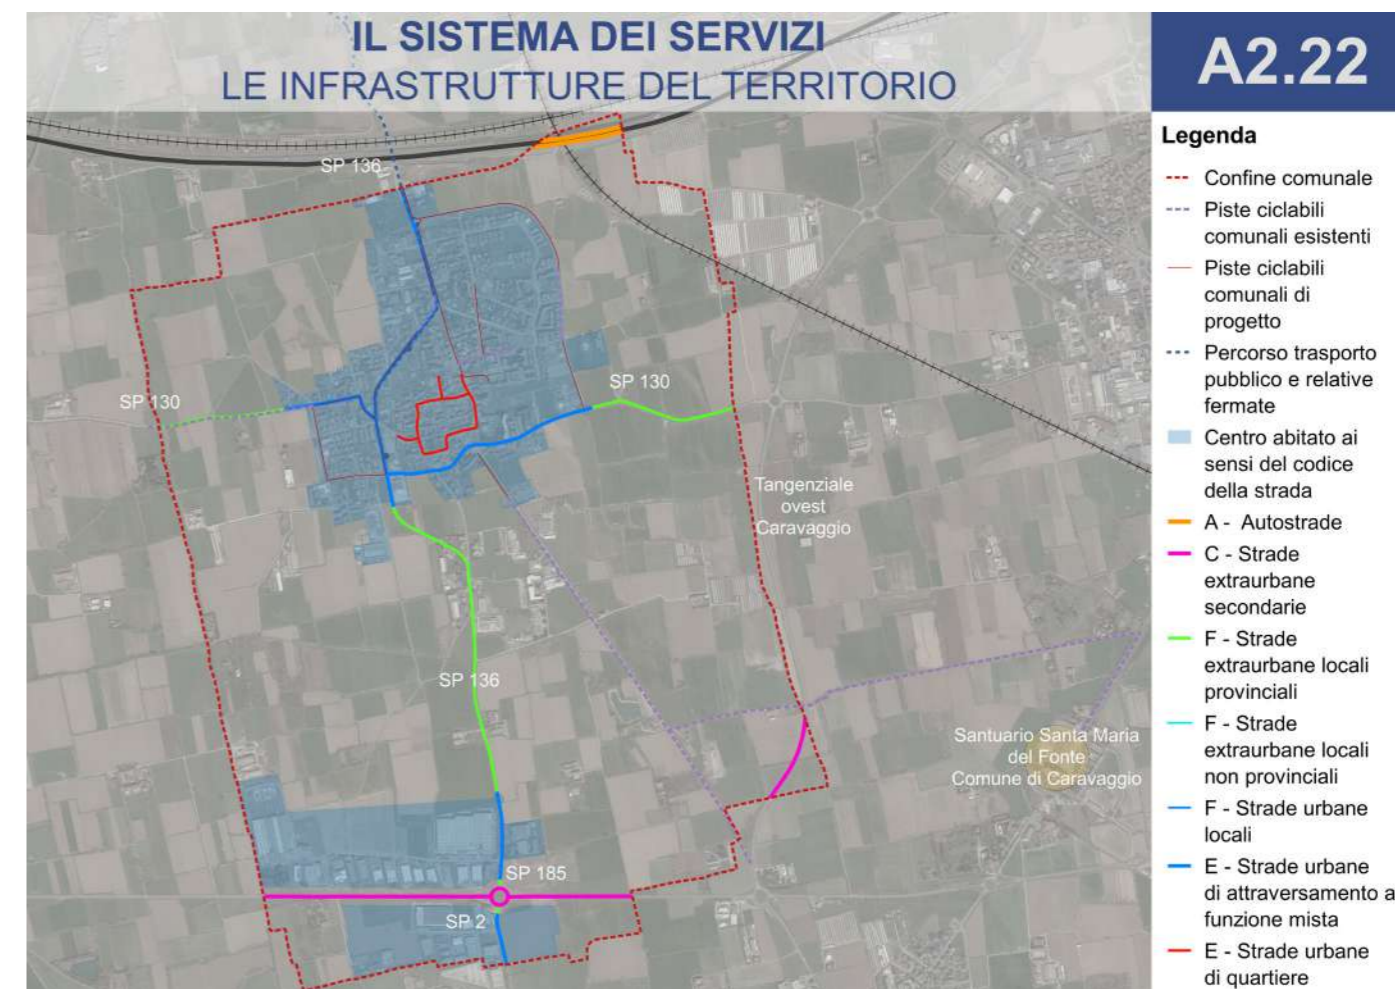 IL SISTEMA DEI SERVIZI
LE INFRASTRUTTURE DEL TERRITORIO
A2.22
SP 136
SP 130
SP 130
Tangenziale
ovest
Caravaggio
SP 136
Santuario Santa Maria
del Fonte
Comune di Caravaggio
SP 185
SP 2
Legenda
Confine comunale
Piste ciclabili
comunali esistenti
Piste ciclabili
comunali di
progetto
Percorso trasporto
pubblico e relative
fermate
Centro abitato ai
sensi del codice
della strada
A - Autostrade
C - Strade
extraurbane
secondarie
F - Strade
extraurbane locali
provinciali
F - Strade
extraurbane locali
non provinciali
F - Strade urbane
locali
E - Strade urbane
di attraversamento a
funzione mista
E - Strade urbane
di quartiere